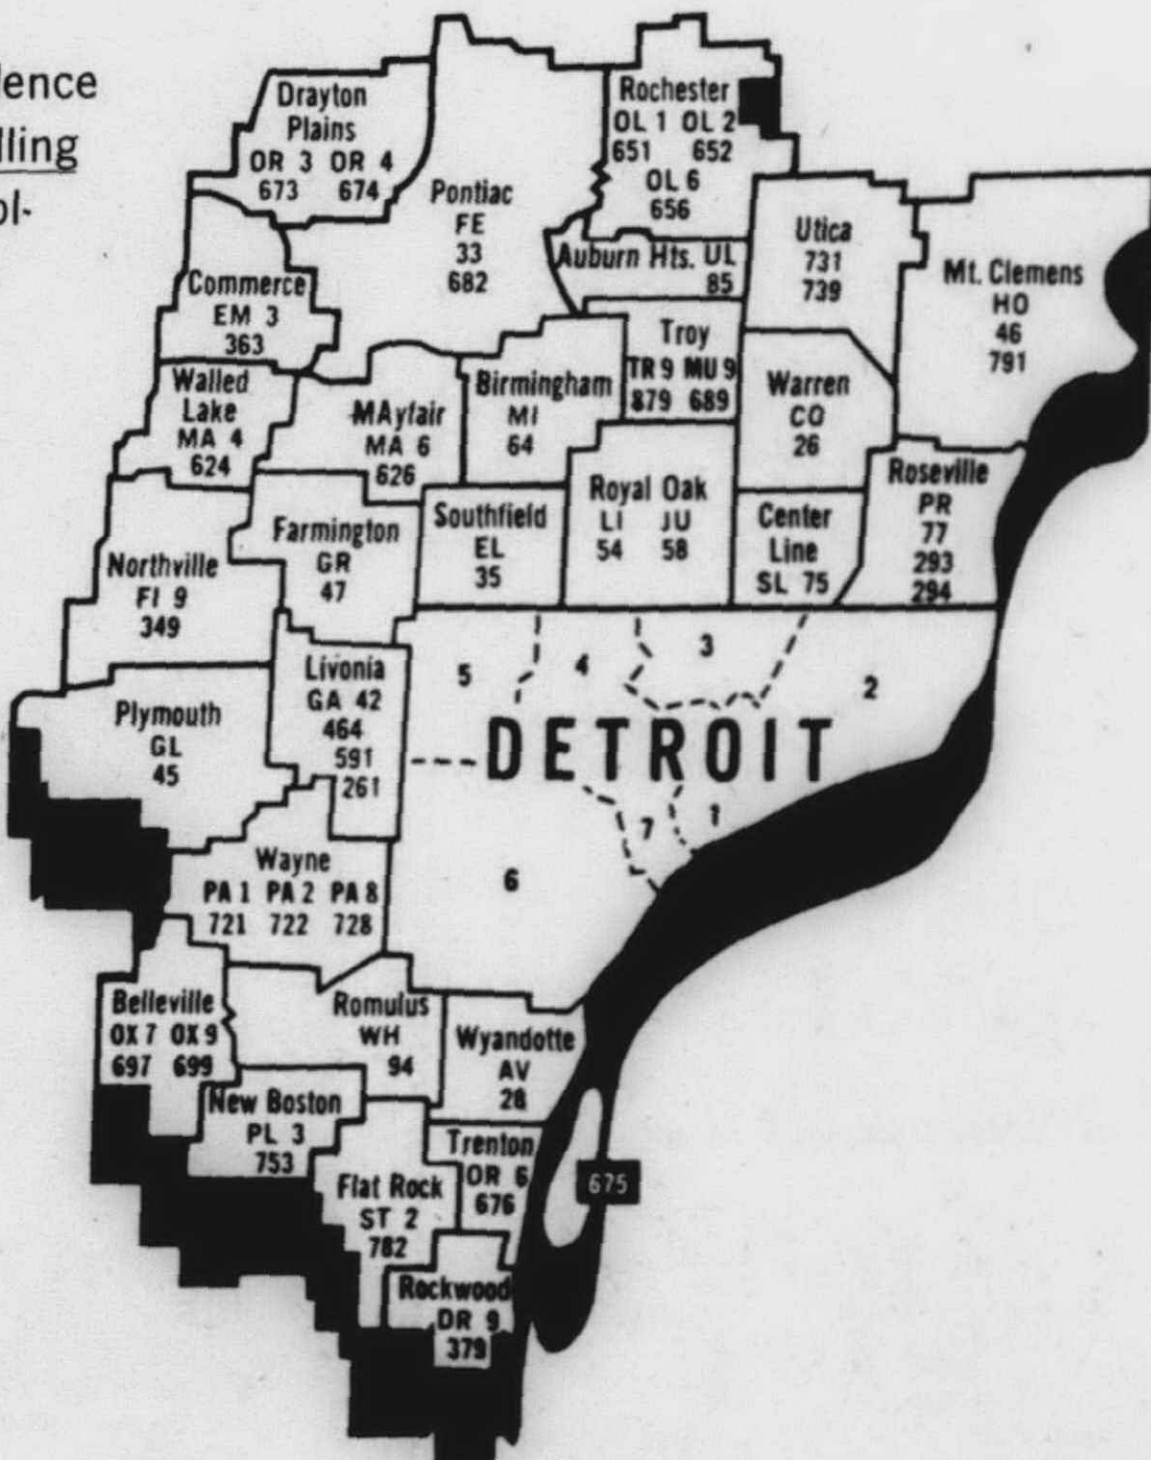 lence
lling
ol-
Drayton
Plains
OR 3 OR 4
673 674
Rochester
OL 1 OL 2
651 652
OL 6
656
Pontiac
FE
33
682
Auburn Hts. UL
85
Utica
731
739
Mt. Clemens
HO
46
791
Commerce
EM 3
363
Troy
TR 9 MU 9
879 689
Walled
Lake
MA 4
624
MAyfair
MA 6
626
Birmingham
MI
64
Warren
CO
26
Roseville
PR
77
293
294
Northville
FI 9
349
Farmington
GR
47
Southfield
EL
35
Royal Oak
LI JU
54 58
Center
Line
SL 75
Plymouth
GL
45
Livonia
GA 42
464
591
261
5
4
3
2
DETROIT
7
1
6
Wayne
PA 1 PA 2 PA 8
721 722 728
Belleville
OX 7 OX 9
697 699
Romulus
WH
94
Wyandotte
AV
28
New Boston
PL 3
753
Trenton
OR 6
676
675
Flat Rock
ST 2
782
Rockwood
DR 9
379